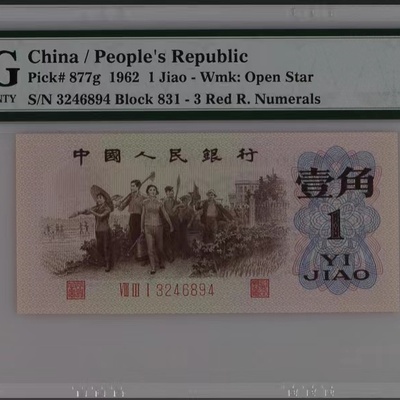 G
NTY
China / People's Republic
Pick# 877g 1962 1 Jiao - Wmk: Open Star
S/N 3246894 Block 831 - 3 Red R. Numerals
中國人民銀行
壹角
1
YI
JIAO
VIII III I 3246894